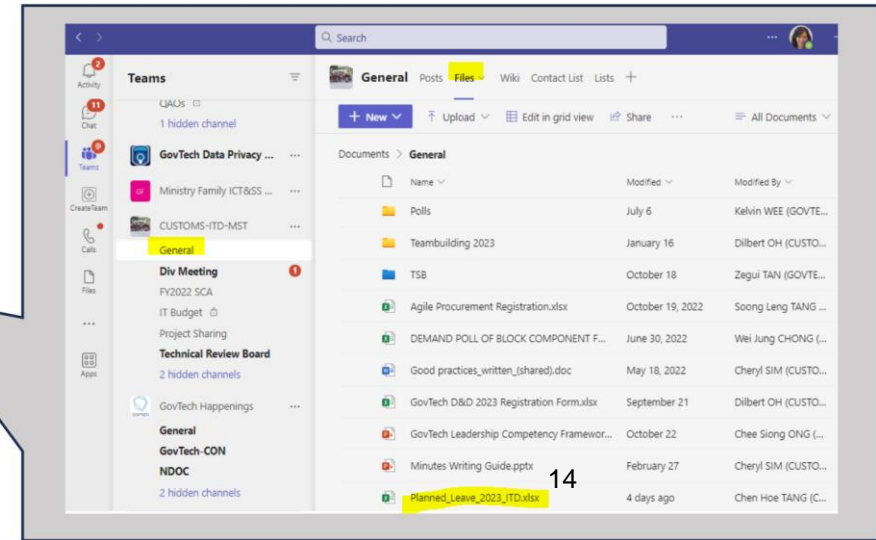 Search
Activity
Chat
Teams
CreateTeam
Calls
Files
Apps
2
11
Teams
QAOs
1 hidden channel
GovTech Data Privacy ...
GF Ministry Family ICT&SS ...
CUSTOMS-ITD-MST
General
Div Meeting 1
FY2022 SCA
IT Budget
Project Sharing
Technical Review Board
2 hidden channels
GovTech Happenings
General
GovTech-CON
NDOC
2 hidden channels
General Posts Files Wiki Contact List Lists +
+ New Upload Edit in grid view Share ... All Documents
Documents > General
Name Modified Modified By
Polls July 6 Kelvin WEE (GOVTE...
Teambuilding 2023 January 16 Dilbert OH (CUSTO...
TSB October 18 Zegui TAN (GOVTE...
Agile Procurement Registration.xlsx October 19, 2022 Soong Leng TANG ...
DEMAND POLL OF BLOCK COMPONENT F... June 30, 2022 Wei Jung CHONG (...
Good practices_written_(shared).doc May 18, 2022 Cheryl SIM (CUSTO...
GovTech D&D 2023 Registration Form.xlsx September 21 Dilbert OH (CUSTO...
GovTech Leadership Competency Framewor... October 22 Chee Siong ONG (...
Minutes Writing Guide.pptx February 27 Cheryl SIM (CUSTO...
14
Planned_Leave_2023_ITD.xlsx 4 days ago Chen Hoe TANG (C...